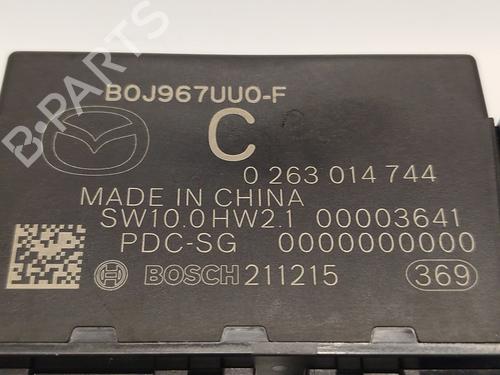 B0J967UU0-F
C
0 263 014 744
MADE IN CHINA
SW10.0HW2.1 00003641
PDC-SG 0000000000
BOSCH 211215 369
B-PARTS